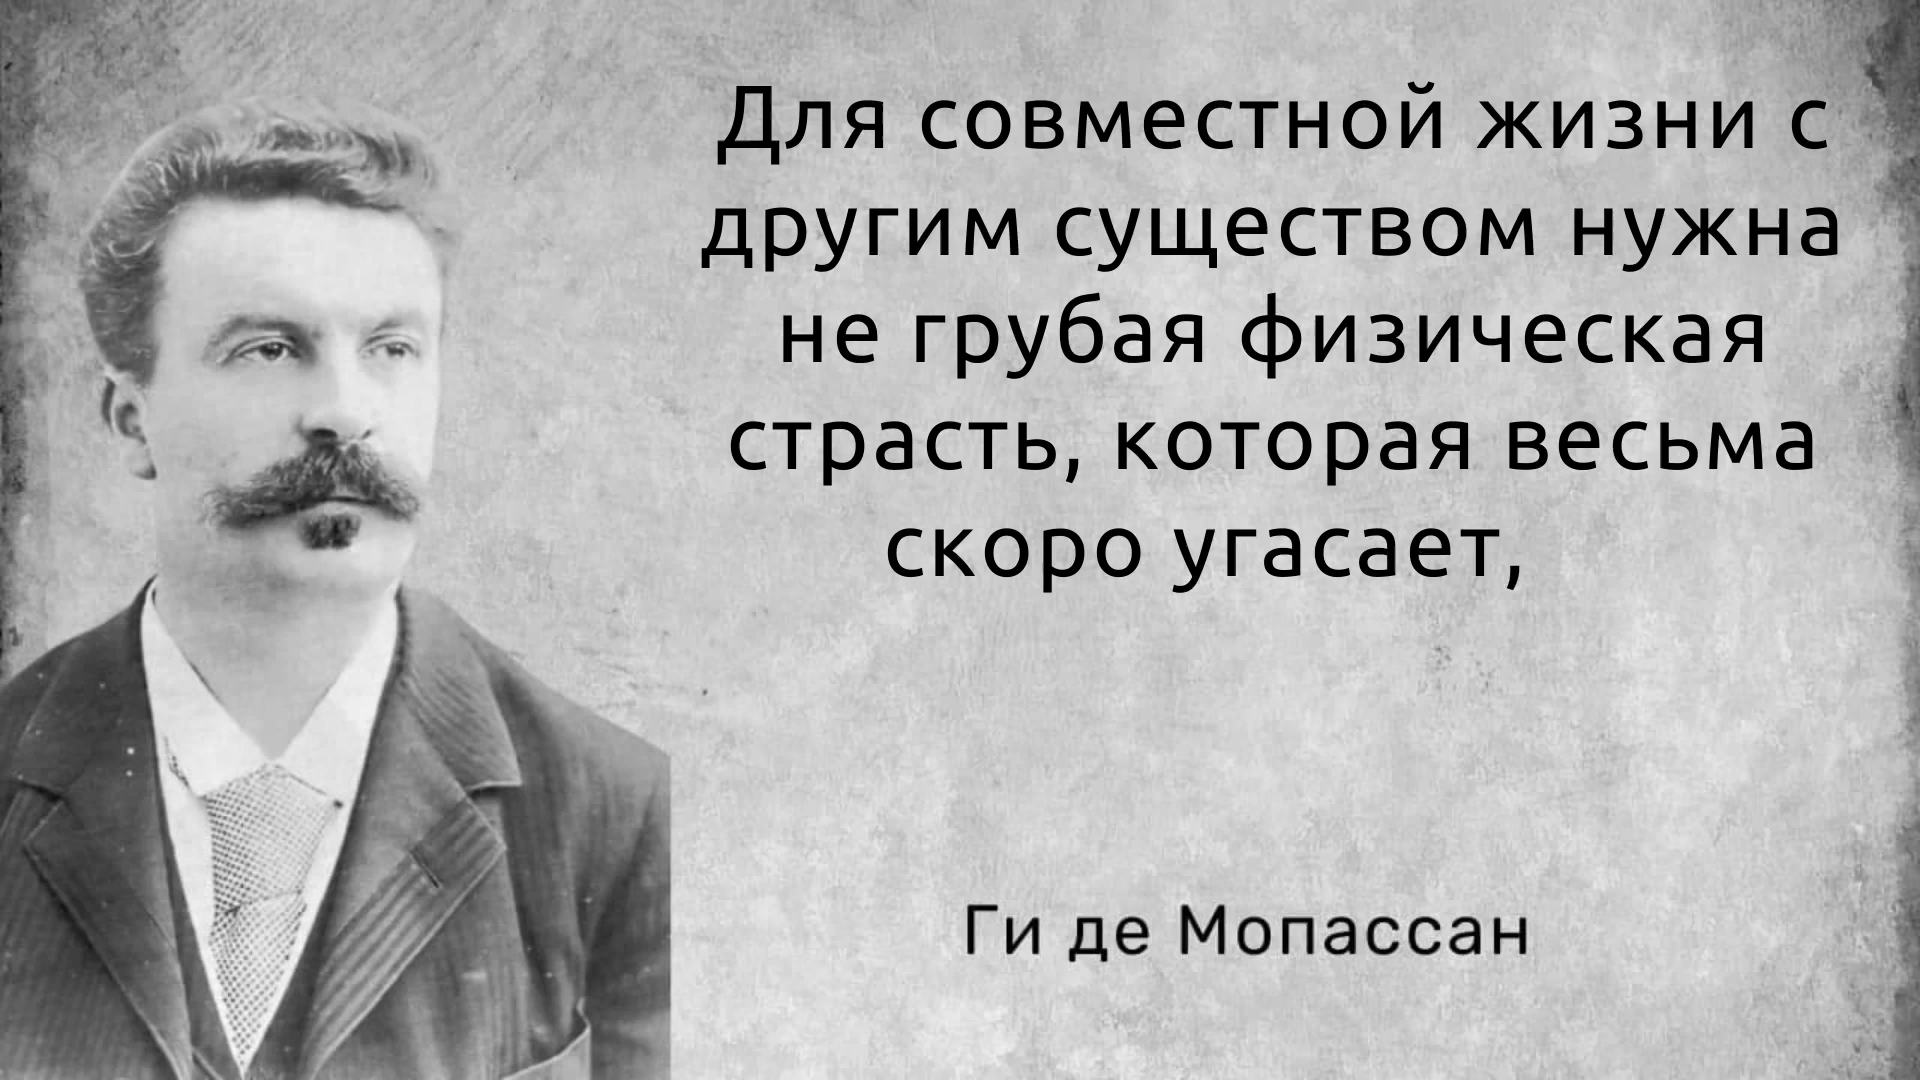 Для совместной жизни с
другим существом нужна
не грубая физическая
страсть, которая весьма
скоро угасает,
Ги де Мопассан